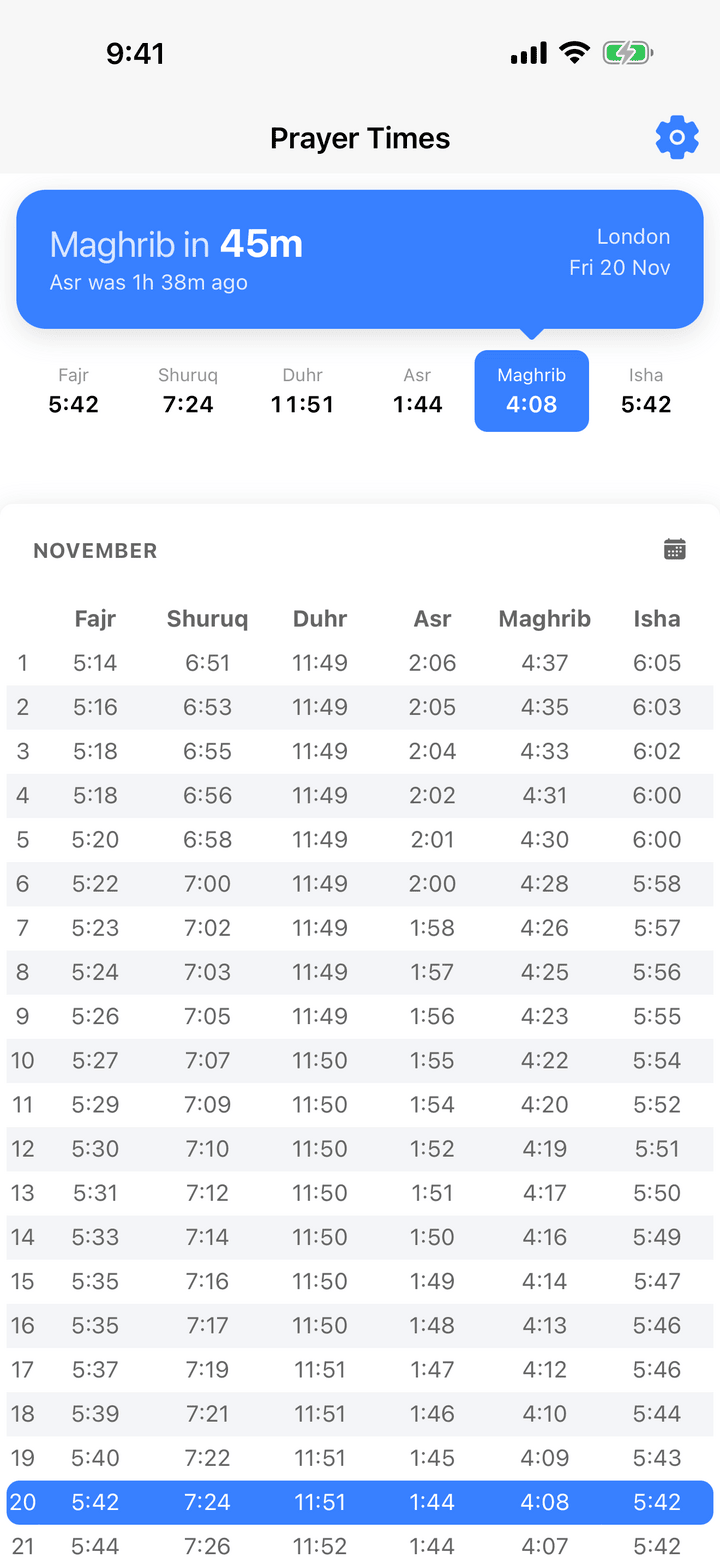 9:41
Prayer Times
Maghrib in 45m
London
Asr was 1h 38m ago
Fri 20 Nov
Fajr Shuruq Duhr Asr Maghrib Isha
5:42 7:24 11:51 1:44 4:08 5:42
NOVEMBER
Fajr Shuruq Duhr Asr Maghrib Isha
1 5:14 6:51 11:49 2:06 4:37 6:05
2 5:16 6:53 11:49 2:05 4:35 6:03
3 5:18 6:55 11:49 2:04 4:33 6:02
4 5:18 6:56 11:49 2:02 4:31 6:00
5 5:20 6:58 11:49 2:01 4:30 6:00
6 5:22 7:00 11:49 2:00 4:28 5:58
7 5:23 7:02 11:49 1:58 4:26 5:57
8 5:24 7:03 11:49 1:57 4:25 5:56
9 5:26 7:05 11:49 1:56 4:23 5:55
10 5:27 7:07 11:50 1:55 4:22 5:54
11 5:29 7:09 11:50 1:54 4:20 5:52
12 5:30 7:10 11:50 1:52 4:19 5:51
13 5:31 7:12 11:50 1:51 4:17 5:50
14 5:33 7:14 11:50 1:50 4:16 5:49
15 5:35 7:16 11:50 1:49 4:14 5:47
16 5:35 7:17 11:50 1:48 4:13 5:46
17 5:37 7:19 11:51 1:47 4:12 5:46
18 5:39 7:21 11:51 1:46 4:10 5:44
19 5:40 7:22 11:51 1:45 4:09 5:43
20 5:42 7:24 11:51 1:44 4:08 5:42
21 5:44 7:26 11:52 1:44 4:07 5:42